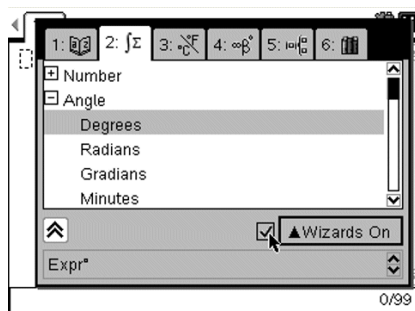 1: 2: ∫Σ 3: °C°F 4: ∞β° 5: 6:
Number
Angle
Degrees
Radians
Gradians
Minutes
▲Wizards On
Expr°
0/99